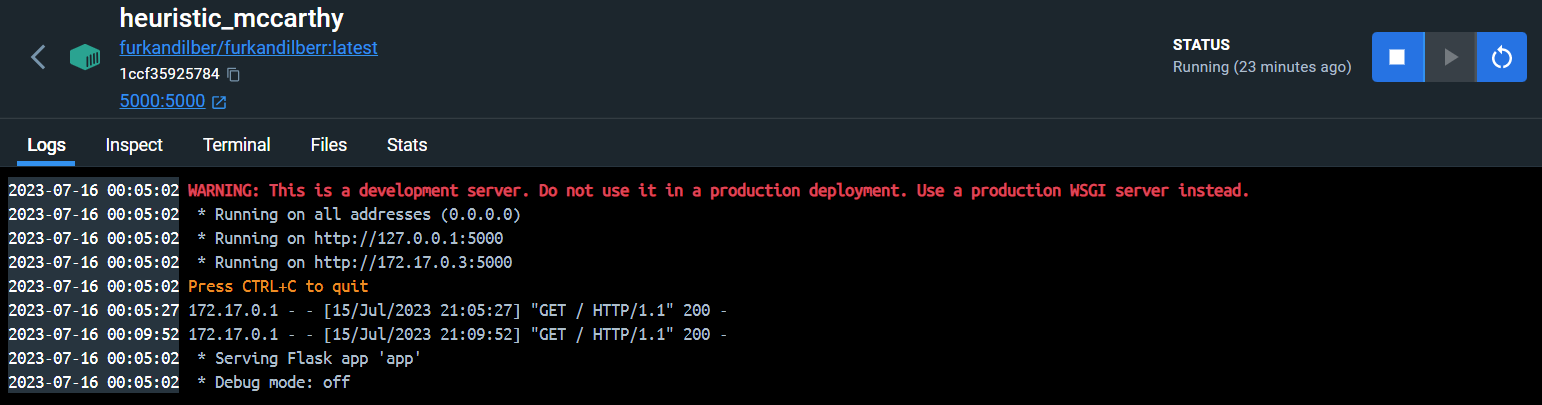 heuristic_mccarthy
furkandilber/furkandilberr:latest
1ccf35925784
5000:5000
STATUS
Running (23 minutes ago)
Logs Inspect Terminal Files Stats
2023-07-16 00:05:02 WARNING: This is a development server. Do not use it in a production deployment. Use a production WSGI server instead.
2023-07-16 00:05:02  * Running on all addresses (0.0.0.0)
2023-07-16 00:05:02  * Running on http://127.0.0.1:5000
2023-07-16 00:05:02  * Running on http://172.17.0.3:5000
2023-07-16 00:05:02 Press CTRL+C to quit
2023-07-16 00:05:27 172.17.0.1 - - [15/Jul/2023 21:05:27] "GET / HTTP/1.1" 200 -
2023-07-16 00:09:52 172.17.0.1 - - [15/Jul/2023 21:09:52] "GET / HTTP/1.1" 200 -
2023-07-16 00:05:02  * Serving Flask app 'app'
2023-07-16 00:05:02  * Debug mode: off